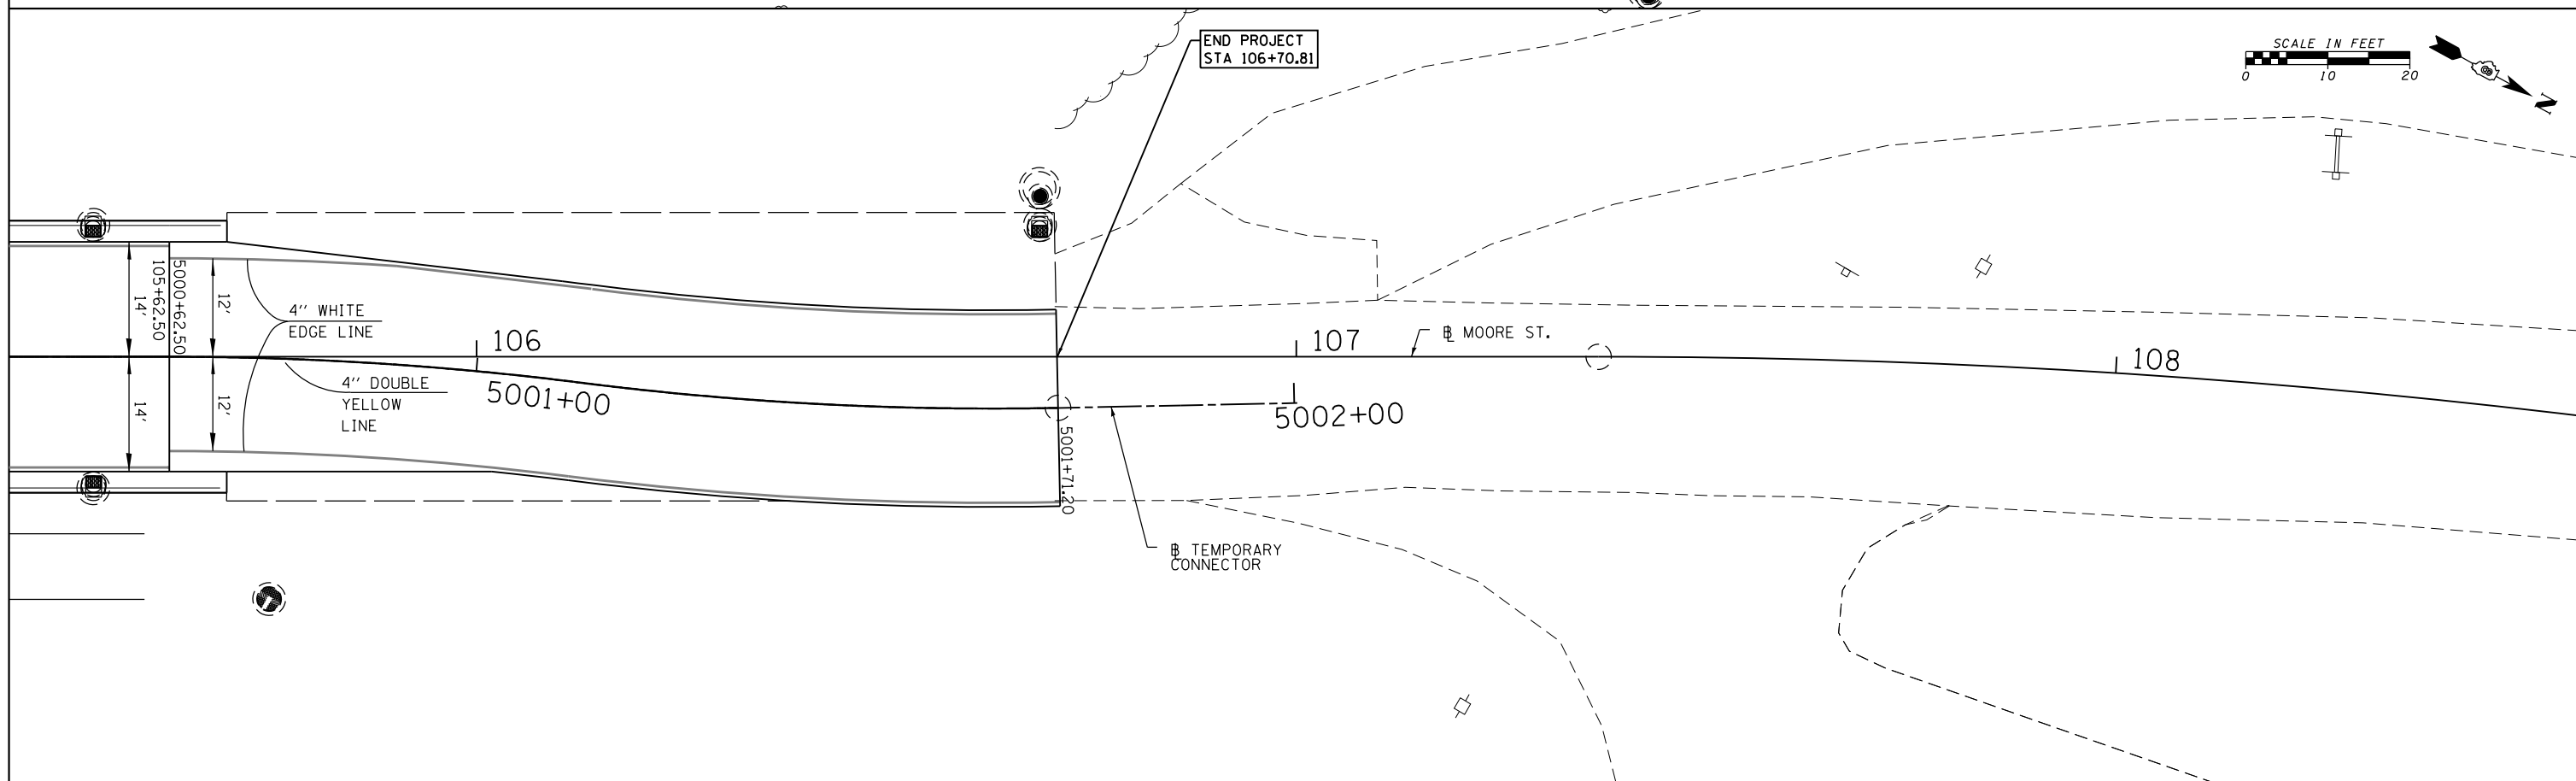 END PROJECT
STA 106+70.81
SCALE IN FEET
0 10 20
N
105+62.50
5000+62.50
14'
12'
4'' WHITE
EDGE LINE
106
107
℄ MOORE ST.
108
4'' DOUBLE
YELLOW
LINE
14'
12'
5001+00
5002+00
5001+71.20
℄ TEMPORARY
CONNECTOR